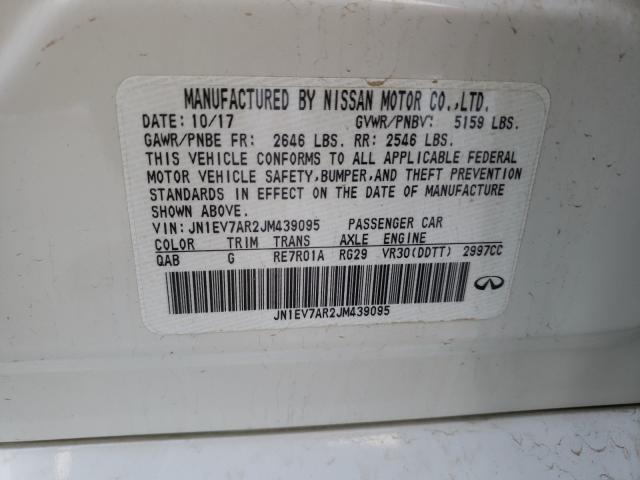 MANUFACTURED BY NISSAN MOTOR CO.,LTD.
DATE: 10/17 GVWR/PNBV: 5159 LBS.
GAWR/PNBE FR: 2646 LBS. RR: 2546 LBS.
THIS VEHICLE CONFORMS TO ALL APPLICABLE FEDERAL
MOTOR VEHICLE SAFETY,BUMPER,AND THEFT PREVENTION
STANDARDS IN EFFECT ON THE DATE OF MANUFACTURE
SHOWN ABOVE.
VIN: JN1EV7AR2JM439095 PASSENGER CAR
COLOR TRIM TRANS AXLE ENGINE
QAB G RE7R01A RG29 VR30(DDTT) 2997CC
JN1EV7AR2JM439095